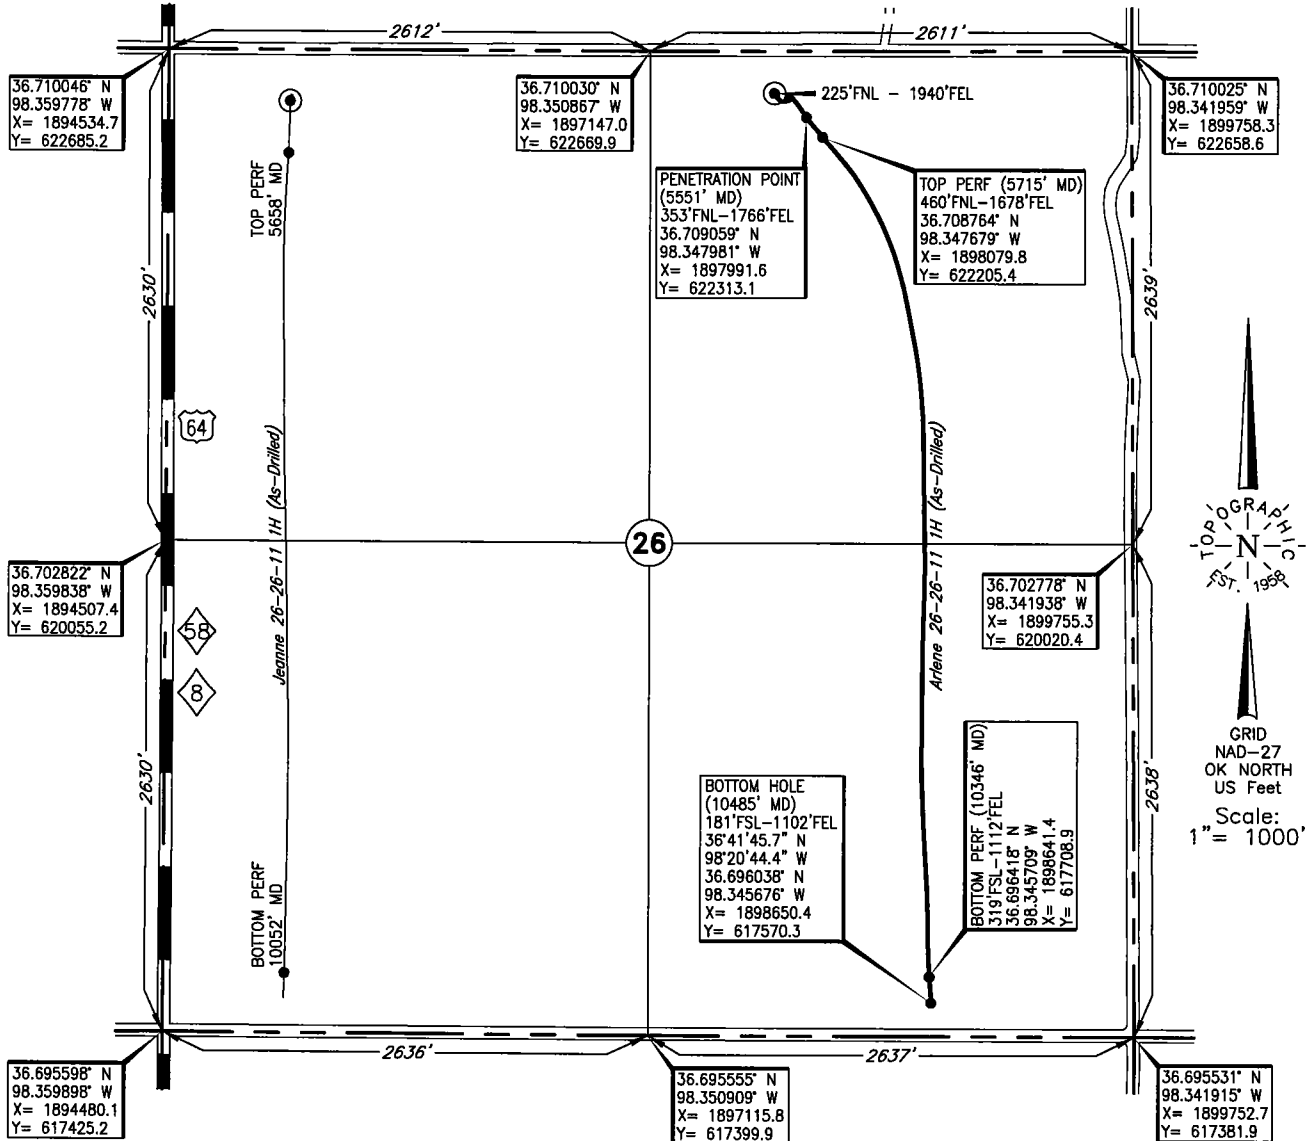 2612'
2611'
36.710046° N
98.359778° W
X= 1894534.7
Y= 622685.2
36.710030° N
98.350867° W
X= 1897147.0
Y= 622669.9
225'FNL - 1940'FEL
36.710025° N
98.341959° W
X= 1899758.3
Y= 622658.6
TOP PERF
5658' MD
PENETRATION POINT
(5551' MD)
353'FNL-1766'FEL
36.709059° N
98.347981° W
X= 1897991.6
Y= 622313.1
TOP PERF (5715' MD)
460'FNL-1678'FEL
36.708764° N
98.347679° W
X= 1898079.8
Y= 622205.4
2630'
2639'
64
Jeanne 26-26-11 1H (As-Drilled)
Arlene 26-26-11 1H (As-Drilled)
26
TOPOGRAPHIC
N
EST. 1958
36.702822° N
98.359838° W
X= 1894507.4
Y= 620055.2
36.702778° N
98.341938° W
X= 1899755.3
Y= 620020.4
58
8
GRID
NAD-27
OK NORTH
US Feet
Scale:
1"= 1000'
2630'
2638'
BOTTOM HOLE
(10485' MD)
181'FSL-1102'FEL
36°41'45.7" N
98°20'44.4" W
36.696038° N
98.345676° W
X= 1898650.4
Y= 617570.3
BOTTOM PERF (10346' MD)
319'FSL-1112'FEL
36.696418° N
98.345709° W
X= 1898641.4
Y= 617708.9
BOTTOM PERF
10052' MD
2636'
2637'
36.695598° N
98.359898° W
X= 1894480.1
Y= 617425.2
36.695555° N
98.350909° W
X= 1897115.8
Y= 617399.9
36.695531° N
98.341915° W
X= 1899752.7
Y= 617381.9